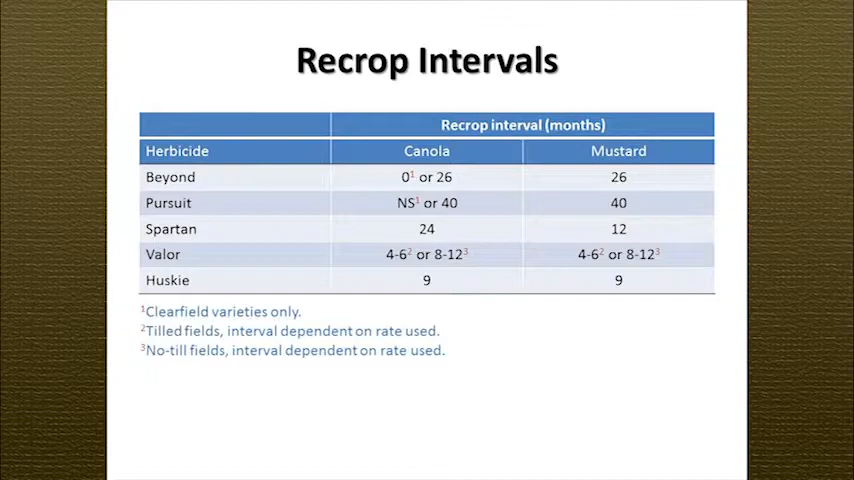 Recrop Intervals
Recrop interval (months)
Herbicide Canola Mustard
Beyond 0¹ or 26 26
Pursuit NS¹ or 40 40
Spartan 24 12
Valor 4-6² or 8-12³ 4-6² or 8-12³
Huskie 9 9
¹Clearfield varieties only.
²Tilled fields, interval dependent on rate used.
³No-till fields, interval dependent on rate used.